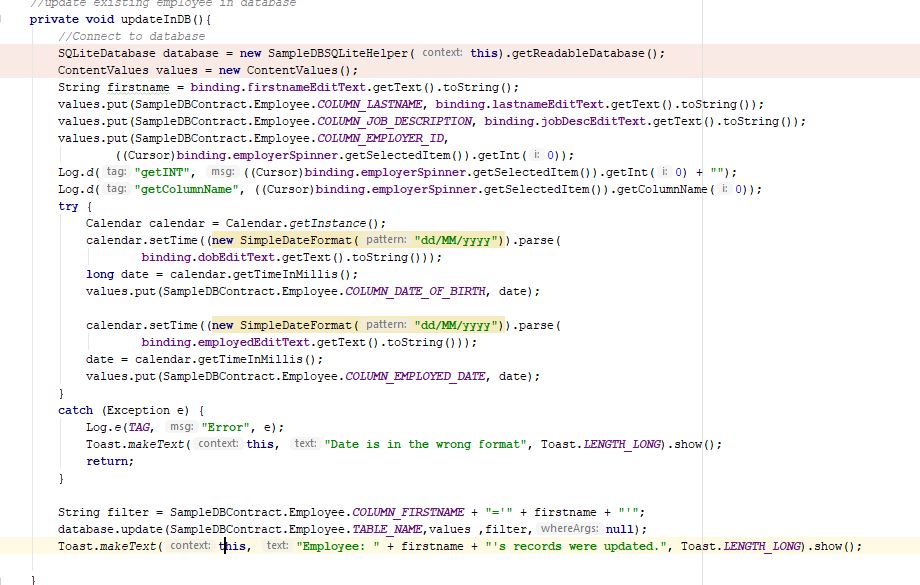 //update existing employee in database
private void updateInDB(){
//Connect to database
SQLiteDatabase database = new SampleDBSQLiteHelper( context: this).getReadableDatabase();
ContentValues values = new ContentValues();
String firstname = binding.firstnameEditText.getText().toString();
values.put(SampleDBContract.Employee.COLUMN_LASTNAME, binding.lastnameEditText.getText().toString());
values.put(SampleDBContract.Employee.COLUMN_JOB_DESCRIPTION, binding.jobDescEditText.getText().toString());
values.put(SampleDBContract.Employee.COLUMN_EMPLOYER_ID,
((Cursor)binding.employerSpinner.getSelectedItem()).getInt( i: 0));
Log.d( tag: "getINT", msg: ((Cursor)binding.employerSpinner.getSelectedItem()).getInt( i: 0) + "");
Log.d( tag: "getColumnName", ((Cursor)binding.employerSpinner.getSelectedItem()).getColumnName( i: 0));
try {
Calendar calendar = Calendar.getInstance();
calendar.setTime((new SimpleDateFormat( pattern: "dd/MM/yyyy")).parse(
binding.dobEditText.getText().toString()));
long date = calendar.getTimeInMillis();
values.put(SampleDBContract.Employee.COLUMN_DATE_OF_BIRTH, date);
calendar.setTime((new SimpleDateFormat( pattern: "dd/MM/yyyy")).parse(
binding.employedEditText.getText().toString()));
date = calendar.getTimeInMillis();
values.put(SampleDBContract.Employee.COLUMN_EMPLOYED_DATE, date);
}
catch (Exception e) {
Log.e(TAG, msg: "Error", e);
Toast.makeText( context: this, text: "Date is in the wrong format", Toast.LENGTH_LONG).show();
return;
}
String filter = SampleDBContract.Employee.COLUMN_FIRSTNAME + "='" + firstname + "'";
database.update(SampleDBContract.Employee.TABLE_NAME,values ,filter, whereArgs: null);
Toast.makeText( context: this, text: "Employee: " + firstname + "'s records were updated.", Toast.LENGTH_LONG).show();
}